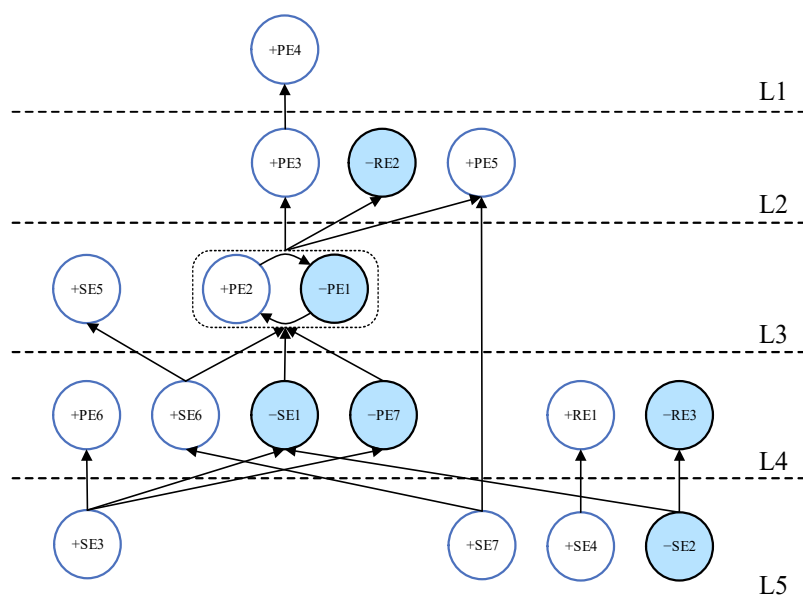 +PE4
L1
+PE3
−RE2
+PE5
L2
+SE5
+PE2
−PE1
L3
+PE6
+SE6
−SE1
−PE7
+RE1
−RE3
L4
+SE3
+SE7
+SE4
−SE2
L5